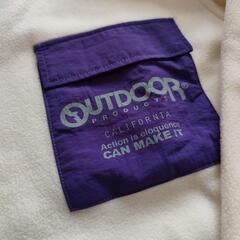 OUTDOOR
PRODUCTS
CALIFORNIA
Action is eloquence
CAN MAKE IT